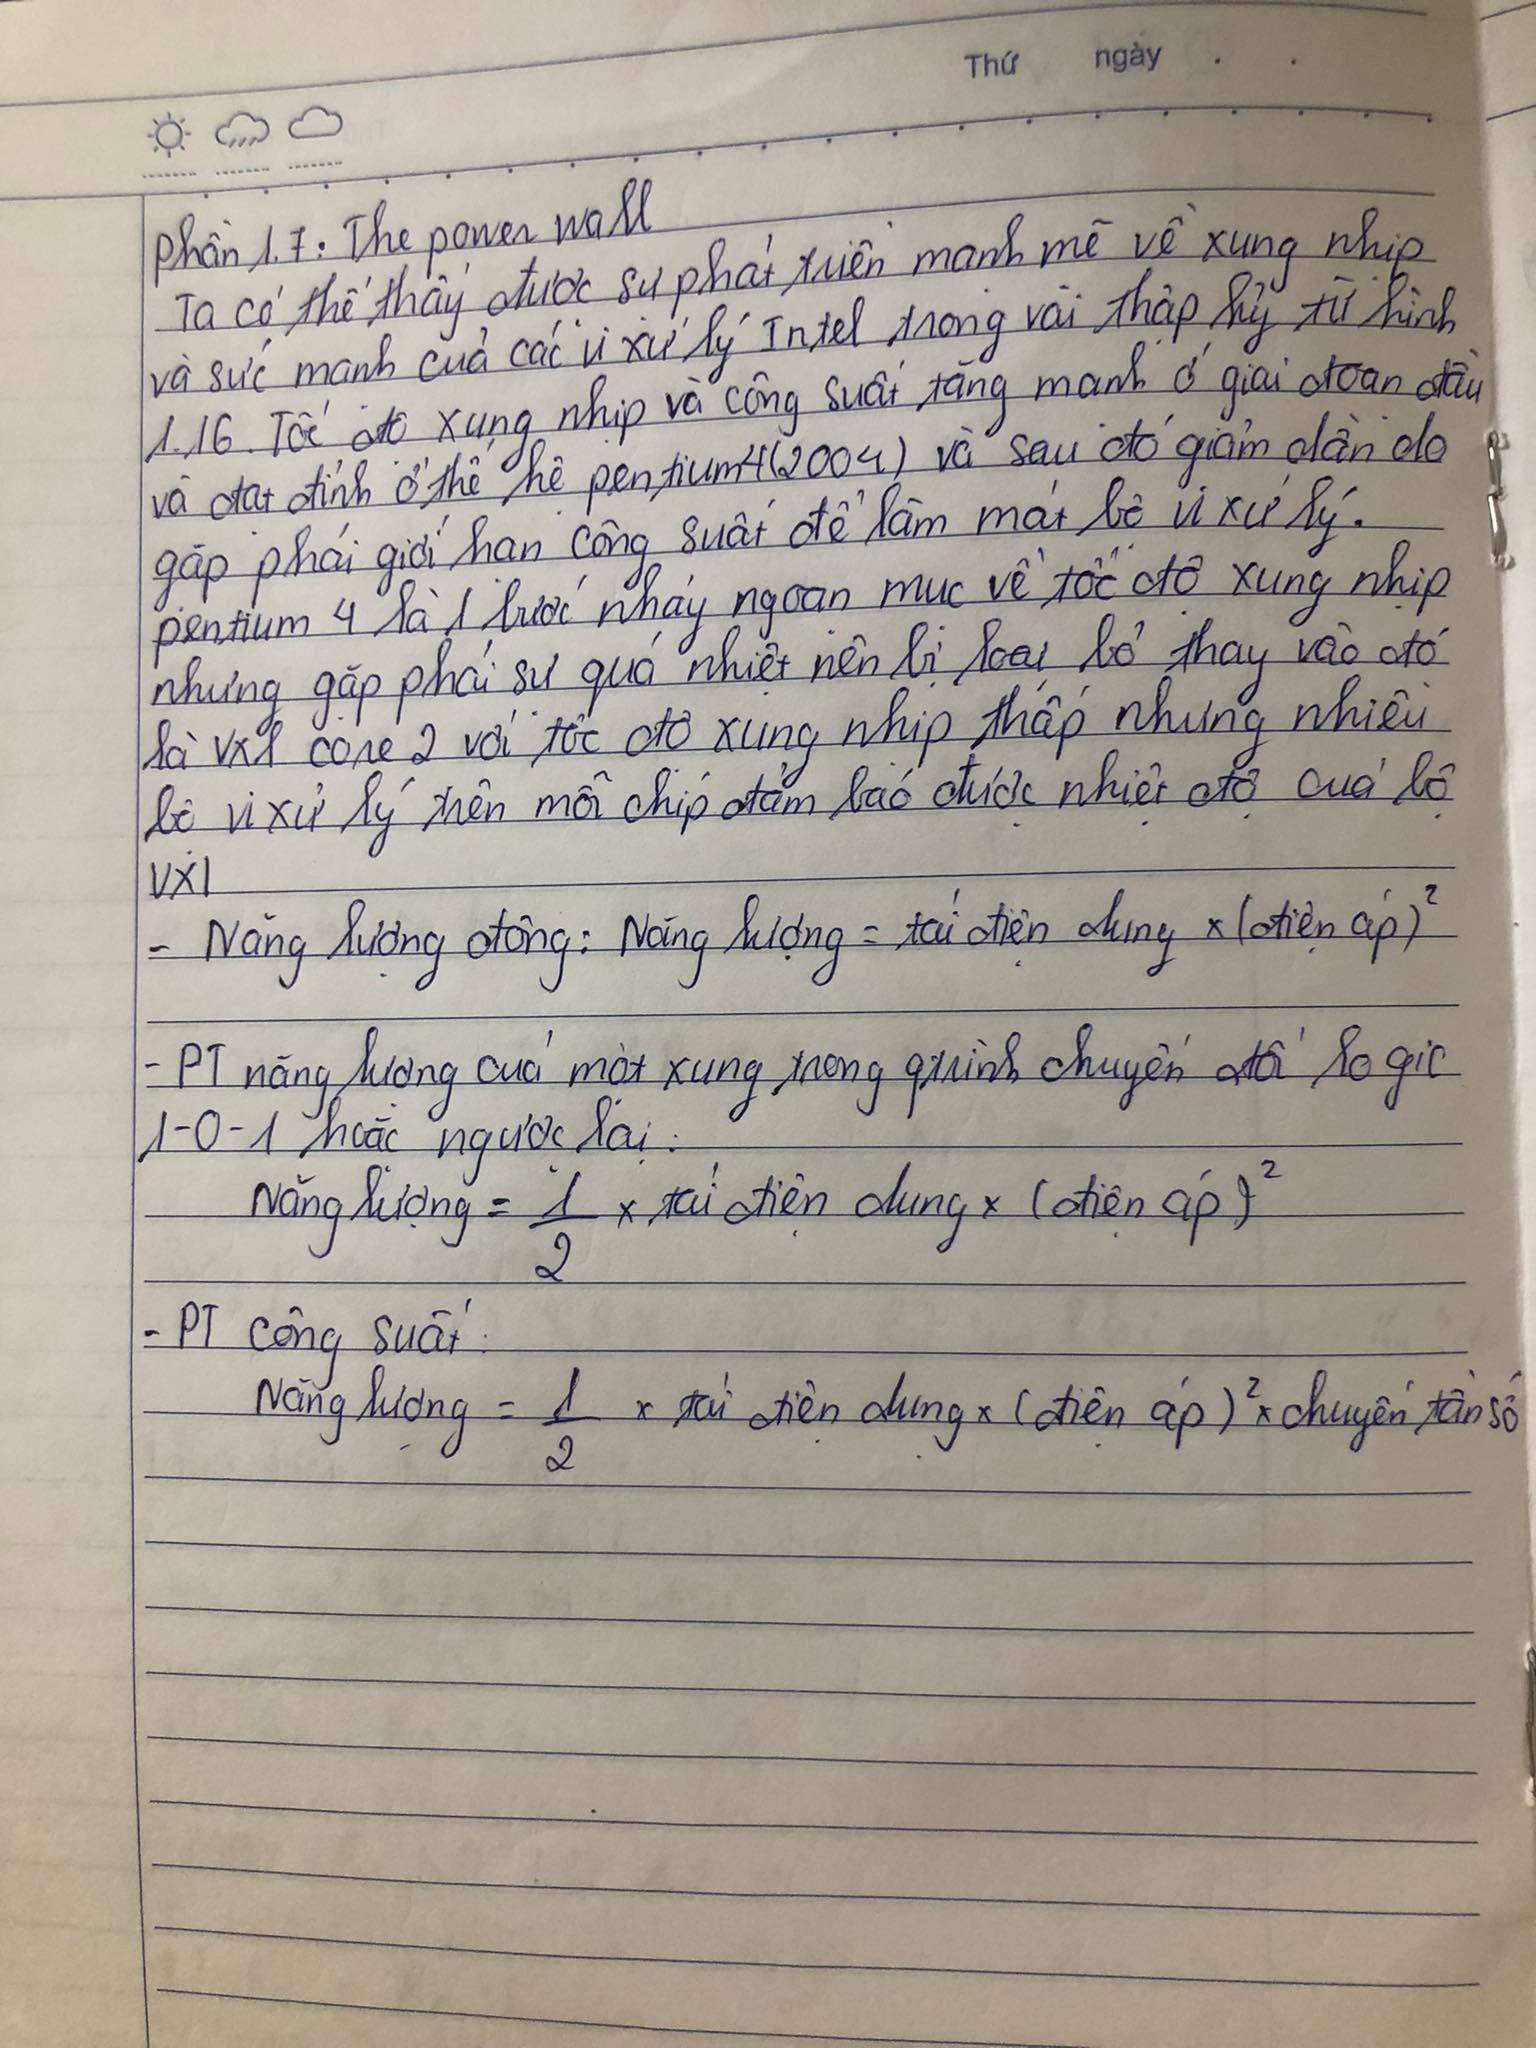 Thứ ngày . .
Phần 1.7: The power wall
Ta có thể thấy được sự phát triển mạnh mẽ về xung nhịp
và sức mạnh của các vi xử lý Intel trong vài thập kỷ từ hình
1.16. Tốc độ xung nhịp và công suất tăng mạnh ở giai đoạn đầu
và đạt đỉnh ở thế hệ pentium4(2004) và sau đó giảm dần do
gặp phải giới hạn công suất để làm mát bộ vi xử lý.
pentium 4 là 1 bước nhảy ngoạn mục về tốc độ xung nhịp
nhưng gặp phải sự quá nhiệt nên bị loại bỏ thay vào đó
là VXL core 2 với tốc độ xung nhịp thấp nhưng nhiều
bộ vi xử lý trên mỗi chip đảm bảo được nhiệt độ của bộ
VXL
- Năng lượng động: Năng lượng = tải điện dung x (điện áp)²
- PT năng lượng của một xung trong qtrình chuyển đổi logic
1-0-1 hoặc ngược lại:
Năng lượng = 1/2 x tải điện dung x (điện áp)²
- PT công suất:
Năng lượng = 1/2 x tải điện dung x (điện áp)² x chuyển tần số